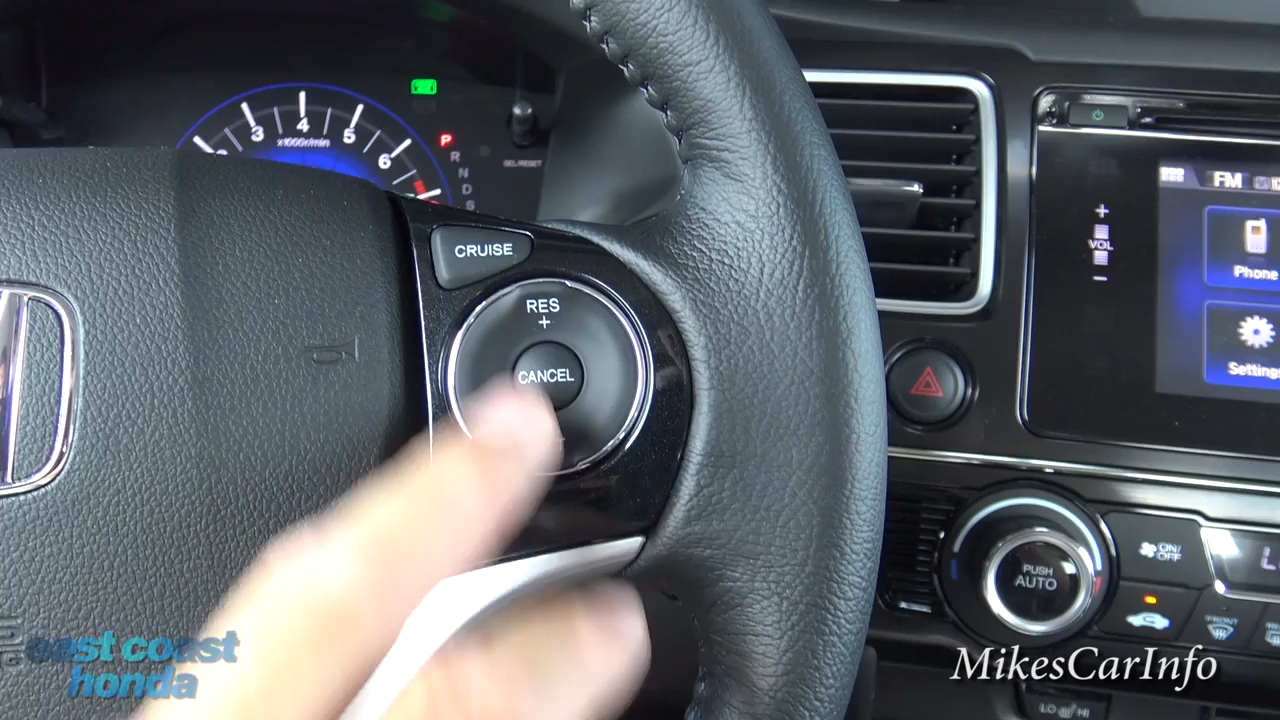 3
4
5
6
x1000r/min
P
R
N
D
S
SEL/RESET
CRUISE
RES
+
CANCEL
+
VOL
–
FM
Phone
Settings
PUSH
AUTO
ON/
OFF
FRONT
LO HI
east coast
honda
MikesCarInfo